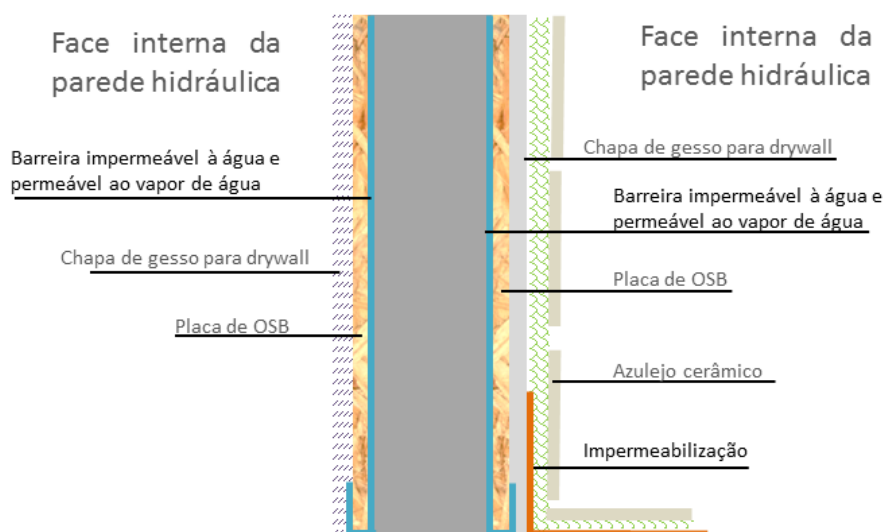 Face interna da
parede hidráulica
Barreira impermeável à água e
permeável ao vapor de água
Chapa de gesso para drywall
Placa de OSB
Face interna da
parede hidráulica
Chapa de gesso para drywall
Barreira impermeável à água e
permeável ao vapor de água
Placa de OSB
Azulejo cerâmico
Impermeabilização